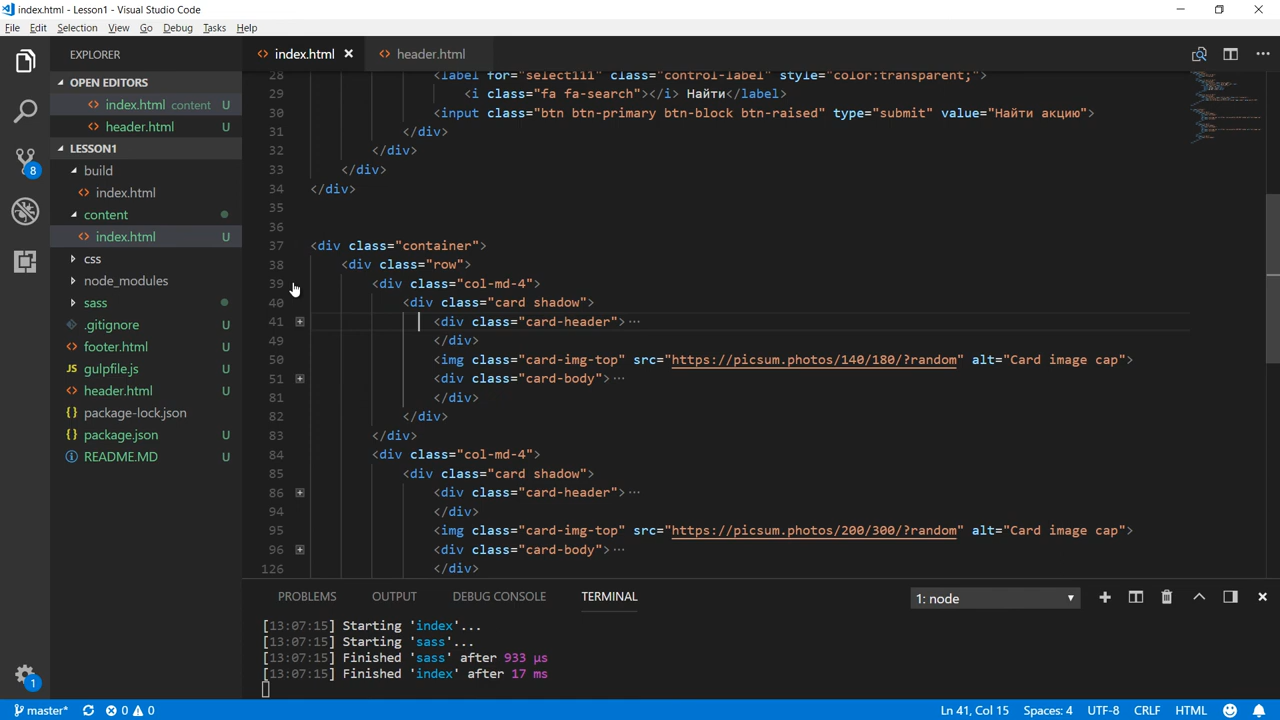 index.html - Lesson1 - Visual Studio Code
File Edit Selection View Go Debug Tasks Help
EXPLORER
OPEN EDITORS
index.html content U
header.html U
LESSON1
build
index.html
content
index.html U
css
node_modules
sass
.gitignore U
footer.html U
JS gulpfile.js U
header.html U
{} package-lock.json
{} package.json U
README.MD U
8
1
index.html
header.html
28 <label for="select111" class="control-label" style="color:transparent;">
29 <i class="fa fa-search"></i> Найти</label>
30 <input class="btn btn-primary btn-block btn-raised" type="submit" value="Найти акцию">
31 </div>
32 </div>
33 </div>
34 </div>
35
36
37 <div class="container">
38 <div class="row">
39 <div class="col-md-4">
40 <div class="card shadow">
41 <div class="card-header">···
49 </div>
50 <img class="card-img-top" src="https://picsum.photos/140/180/?random" alt="Card image cap">
51 <div class="card-body">···
81 </div>
82 </div>
83 </div>
84 <div class="col-md-4">
85 <div class="card shadow">
86 <div class="card-header">···
94 </div>
95 <img class="card-img-top" src="https://picsum.photos/200/300/?random" alt="Card image cap">
96 <div class="card-body">···
126 </div>
PROBLEMS OUTPUT DEBUG CONSOLE TERMINAL 1: node
[13:07:15] Starting 'index'...
[13:07:15] Starting 'sass'...
[13:07:15] Finished 'sass' after 933 μs
[13:07:15] Finished 'index' after 17 ms
master* 0 0 Ln 41, Col 15 Spaces: 4 UTF-8 CRLF HTML